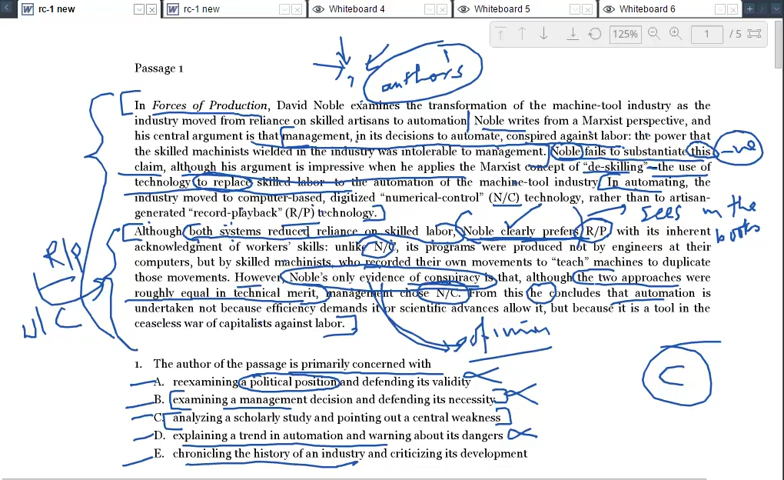 rc-1 new
rc-1 new
Whiteboard 4
Whiteboard 5
Whiteboard 6
125%
1
/ 5
Passage 1
authors
In Forces of Production, David Noble examines the transformation of the machine-tool industry as the
industry moved from reliance on skilled artisans to automation. Noble writes from a Marxist perspective, and
his central argument is that management, in its decisions to automate, conspired against labor: the power that
the skilled machinists wielded in the industry was intolerable to management. Noble fails to substantiate this
-ve
claim, although his argument is impressive when he applies the Marxist concept of "de-skilling"—the use of
technology to replace skilled labor—to the automation of the machine-tool industry. In automating, the
industry moved to computer-based, digitized "numerical-control" (N/C) technology, rather than to artisan-
generated "record-playback" (R/P) technology.
sees in the
books
Although both systems reduced reliance on skilled labor, Noble clearly prefers R/P, with its inherent
acknowledgment of workers' skills: unlike N/C, its programs were produced not by engineers at their
computers, but by skilled machinists, who recorded their own movements to "teach" machines to duplicate
those movements. However, Noble's only evidence of conspiracy is that, although the two approaches were
roughly equal in technical merit, management chose N/C. From this he concludes that automation is
undertaken not because efficiency demands it or scientific advances allow it, but because it is a tool in the
ceaseless war of capitalists against labor.
R/P
N/C
opinion
1. The author of the passage is primarily concerned with
A. reexamining a political position and defending its validity
B. examining a management decision and defending its necessity
C. analyzing a scholarly study and pointing out a central weakness
D. explaining a trend in automation and warning about its dangers
E. chronicling the history of an industry and criticizing its development
C